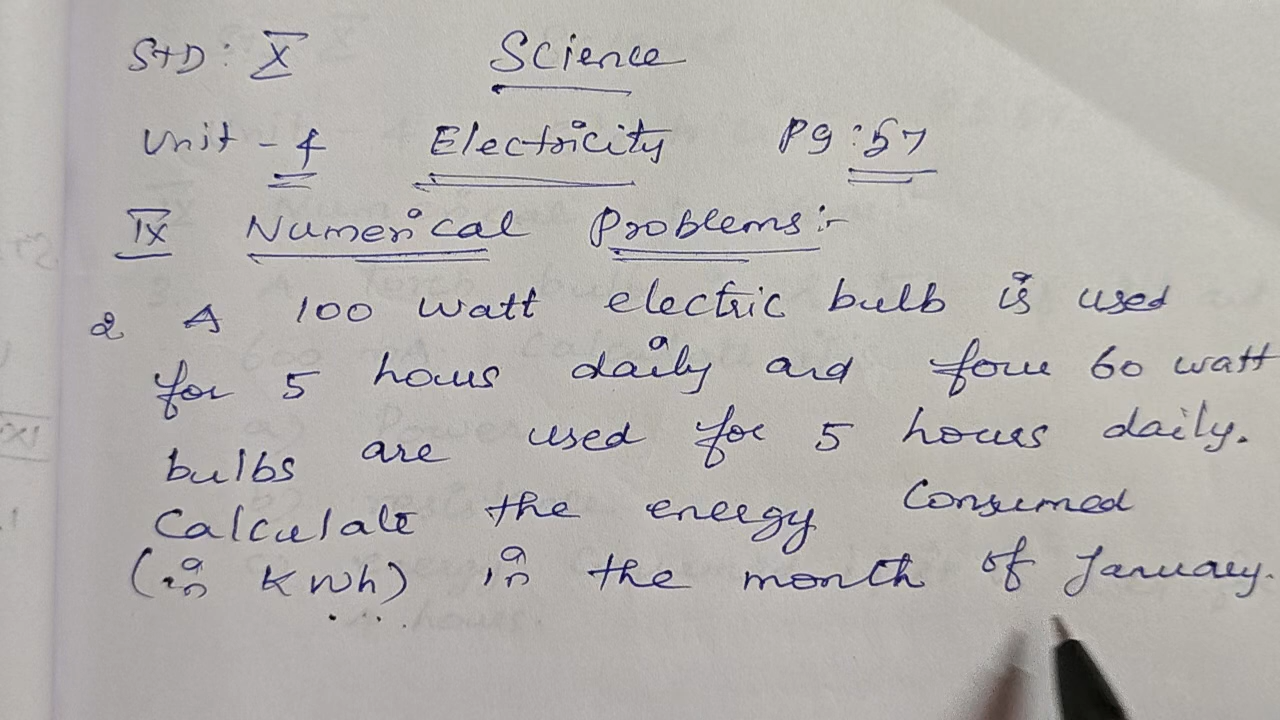 STD: X Science
Unit - 4 Electricity Pg: 57
IX Numerical Problems:-
2 A 100 watt electric bulb is used
for 5 hours daily and four 60 watt
bulbs are used for 5 hours daily.
Calculate the energy consumed
(in kWh) in the month of January.